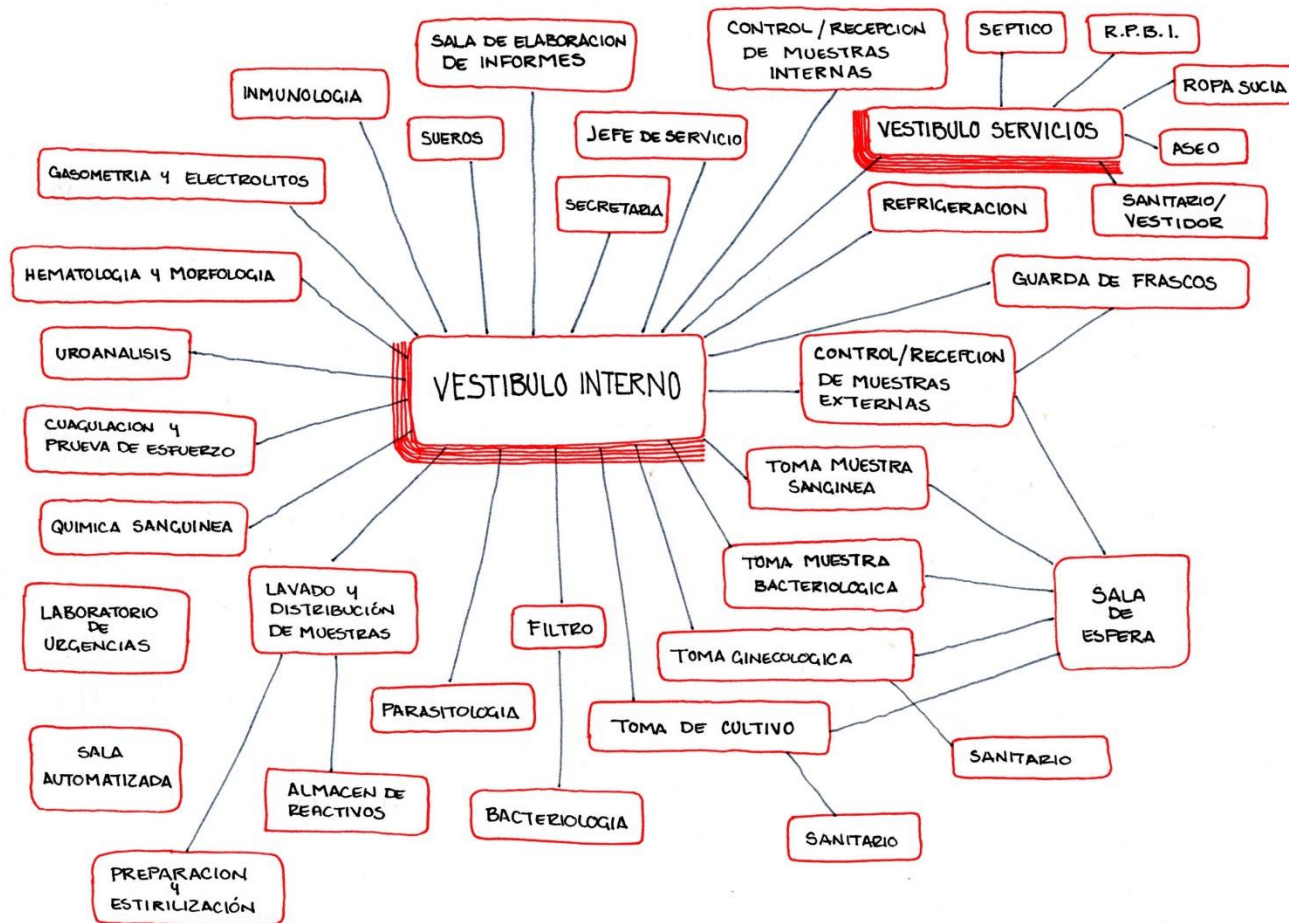 SALA DE ELABORACION
DE INFORMES
CONTROL/RECEPCION
DE MUESTRAS
INTERNAS
SEPTICO
R.P.B.I.
ROPA SUCIA
INMUNOLOGIA
SUEROS
JEFE DE SERVICIO
VESTIBULO SERVICIOS
ASEO
GASOMETRIA Y ELECTROLITOS
SECRETARIA
REFRIGERACION
SANITARIO/
VESTIDOR
HEMATOLOGIA Y MORFOLOGIA
GUARDA DE FRASCOS
UROANALISIS
VESTIBULO INTERNO
CONTROL/RECEPCION
DE MUESTRAS
EXTERNAS
CUAGULACION Y
PRUEVA DE ESFUERZO
TOMA MUESTRA
SANGINEA
QUIMICA SANGUINEA
TOMA MUESTRA
BACTERIOLOGICA
SALA
DE
ESPERA
LABORATORIO
DE
URGENCIAS
LAVADO Y
DISTRIBUCIÓN
DE MUESTRAS
FILTRO
TOMA GINECOLOGICA
PARASITOLOGIA
TOMA DE CULTIVO
SALA
AUTOMATIZADA
SANITARIO
ALMACEN DE
REACTIVOS
BACTERIOLOGIA
SANITARIO
PREPARACION
Y
ESTIRILIZACIÓN